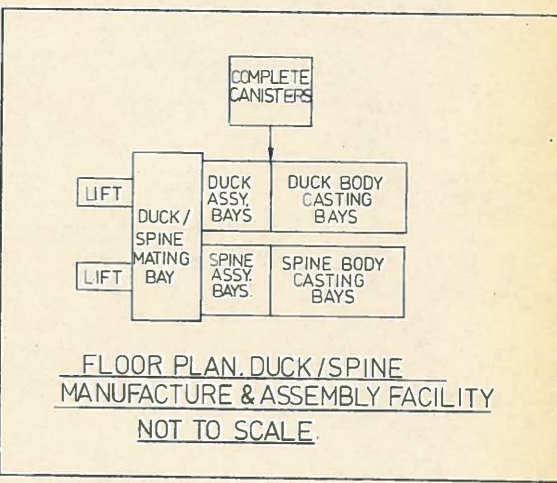 COMPLETE
CANISTERS
LIFT
LIFT
DUCK/
SPINE
MATING
BAY
DUCK
ASSY,
BAYS.
DUCK BODY
CASTING
BAYS
SPINE
ASSY.
BAYS.
SPINE BODY
CASTING
BAYS
FLOOR PLAN. DUCK/SPINE
MANUFACTURE & ASSEMBLY FACILITY
NOT TO SCALE.